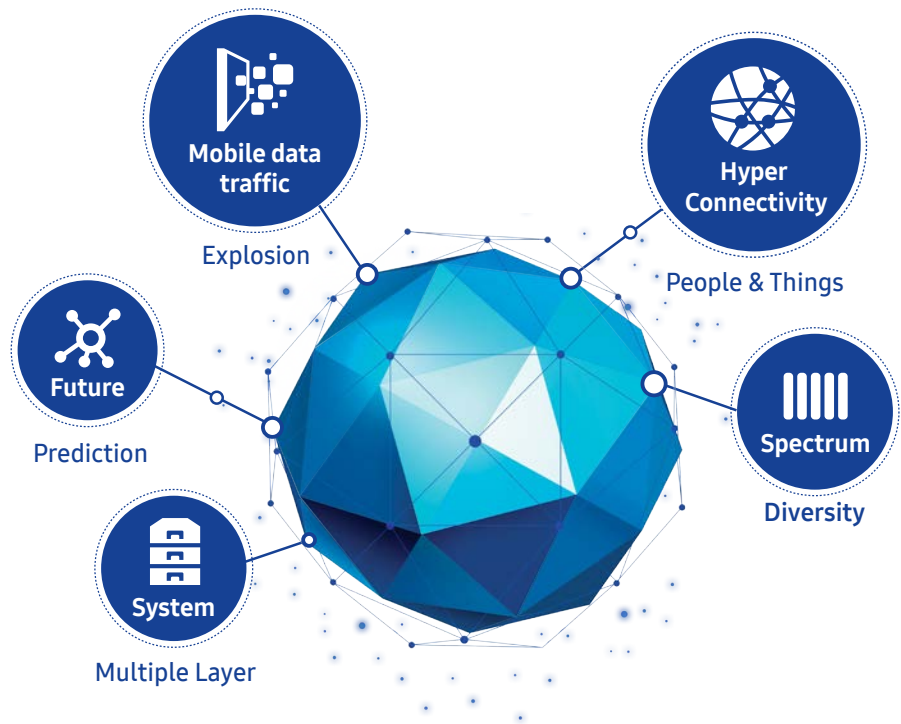 Mobile data
traffic
Explosion
Hyper
Connectivity
People & Things
Future
Prediction
Spectrum
Diversity
System
Multiple Layer